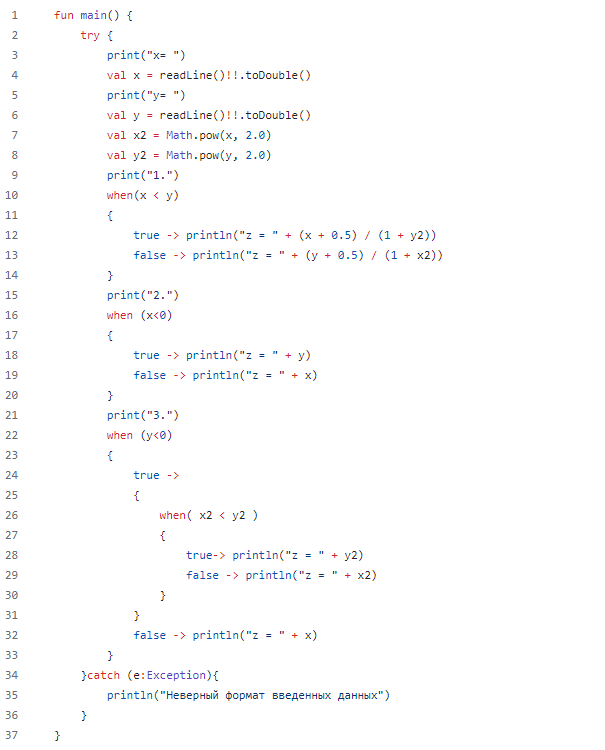 1 fun main() {
2 try {
3 print("x= ")
4 val x = readLine()!!.toDouble()
5 print("y= ")
6 val y = readLine()!!.toDouble()
7 val x2 = Math.pow(x, 2.0)
8 val y2 = Math.pow(y, 2.0)
9 print("1.")
10 when(x < y)
11 {
12 true -> println("z = " + (x + 0.5) / (1 + y2))
13 false -> println("z = " + (y + 0.5) / (1 + x2))
14 }
15 print("2.")
16 when (x<0)
17 {
18 true -> println("z = " + y)
19 false -> println("z = " + x)
20 }
21 print("3.")
22 when (y<0)
23 {
24 true ->
25 {
26 when( x2 < y2 )
27 {
28 true-> println("z = " + y2)
29 false -> println("z = " + x2)
30 }
31 }
32 false -> println("z = " + x)
33 }
34 }catch (e:Exception){
35 println("Неверный формат введенных данных")
36 }
37 }